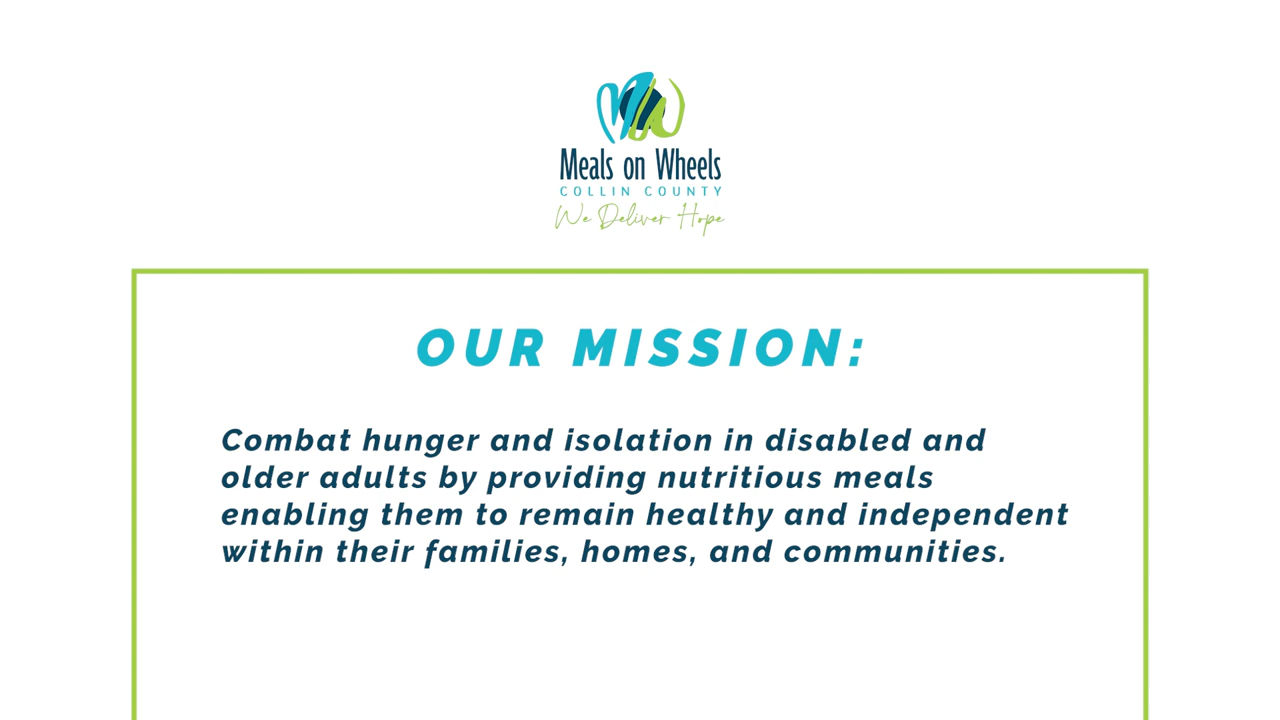 Meals on Wheels
COLLIN COUNTY
We Deliver Hope
OUR MISSION:
Combat hunger and isolation in disabled and
older adults by providing nutritious meals
enabling them to remain healthy and independent
within their families, homes, and communities.